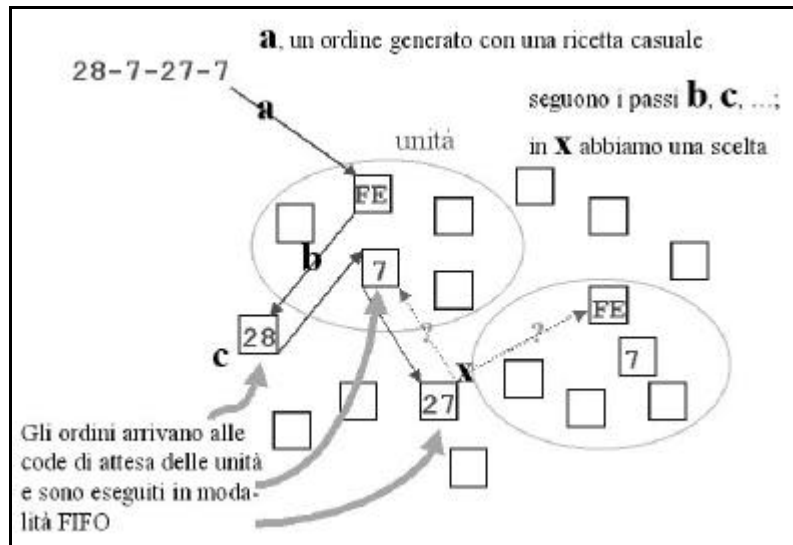 a, un ordine generato con una ricetta casuale
28-7-27-7
a
seguono i passi b, c, ...;
in x abbiamo una scelta
unità
FE
b
7
FE
28
?
?
c
x
7
27
Gli ordini arrivano alle
code di attesa delle unità
e sono eseguiti in moda-
lità FIFO